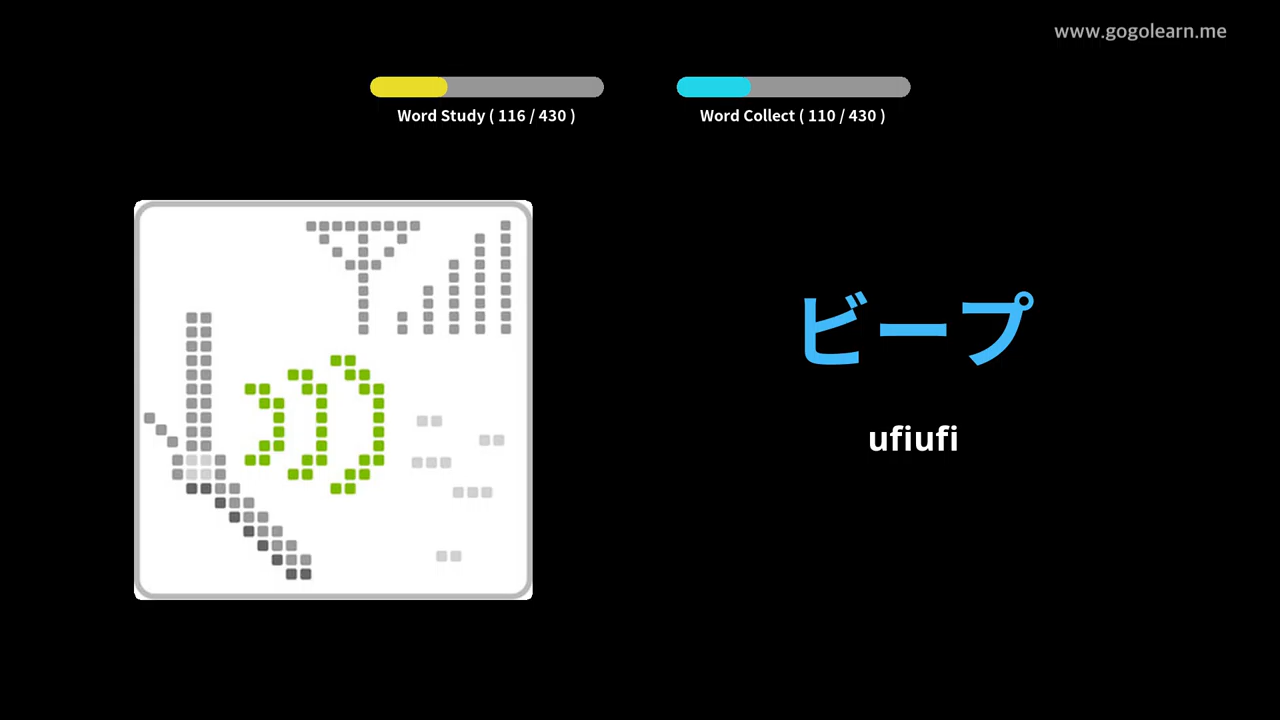 www.gogolearn.me
Word Study ( 116 / 430 )
Word Collect ( 110 / 430 )
ビープ
ufiufi